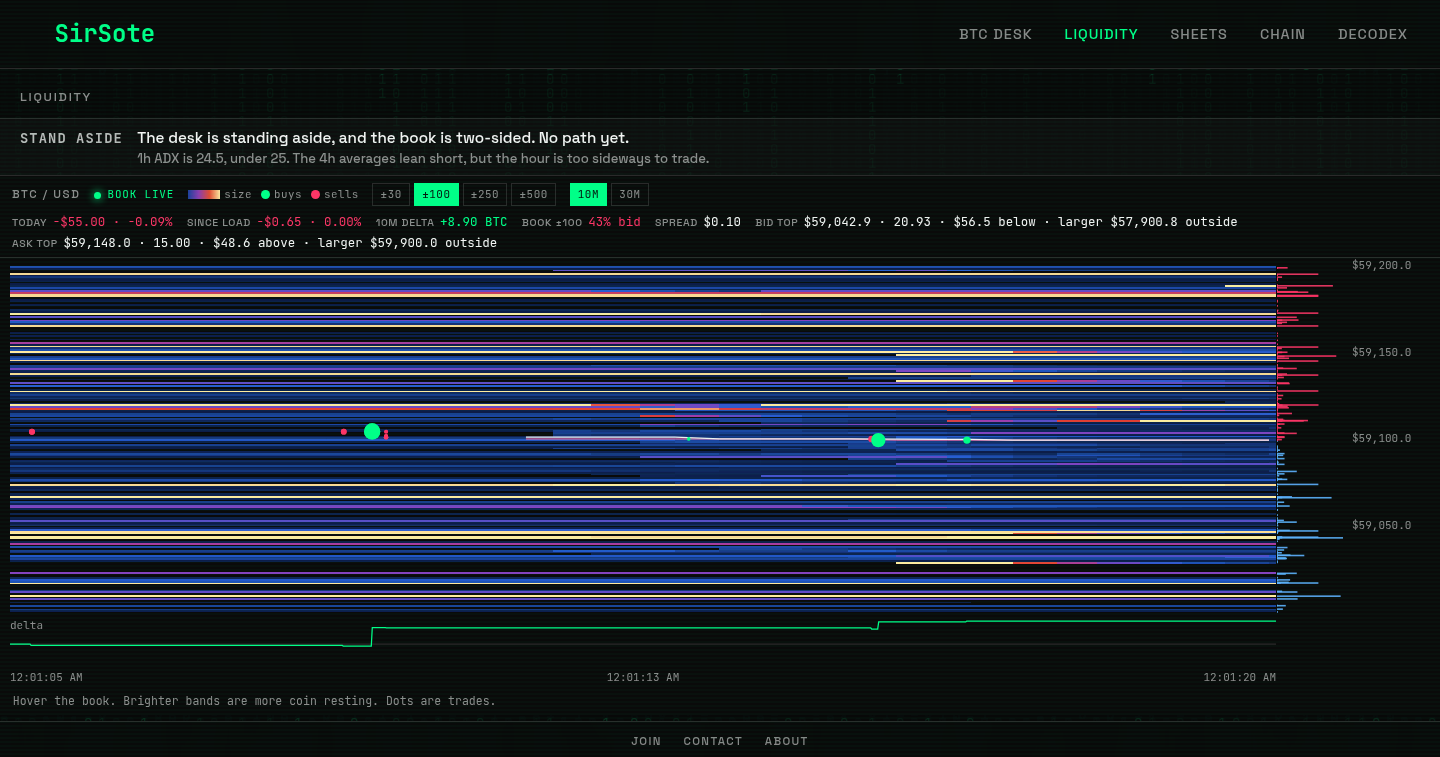 SirSote
BTC DESK LIQUIDITY SHEETS CHAIN DECODEX
LIQUIDITY
STAND ASIDE The desk is standing aside, and the book is two-sided. No path yet.
1h ADX is 24.5, under 25. The 4h averages lean short, but the hour is too sideways to trade.
BTC / USD BOOK LIVE size buys sells ±30 ±100 ±250 ±500 10M 30M
TODAY -$55.00 · -0.09% SINCE LOAD -$0.65 · 0.00% 10M DELTA +8.90 BTC BOOK ±100 43% bid SPREAD $0.10 BID TOP $59,042.9 · 20.93 · $56.5 below · larger $57,900.8 outside
ASK TOP $59,148.0 · 15.00 · $48.6 above · larger $59,900.0 outside
$59,200.0
$59,150.0
$59,100.0
$59,050.0
delta
12:01:05 AM 12:01:13 AM 12:01:20 AM
Hover the book. Brighter bands are more coin resting. Dots are trades.
JOIN CONTACT ABOUT